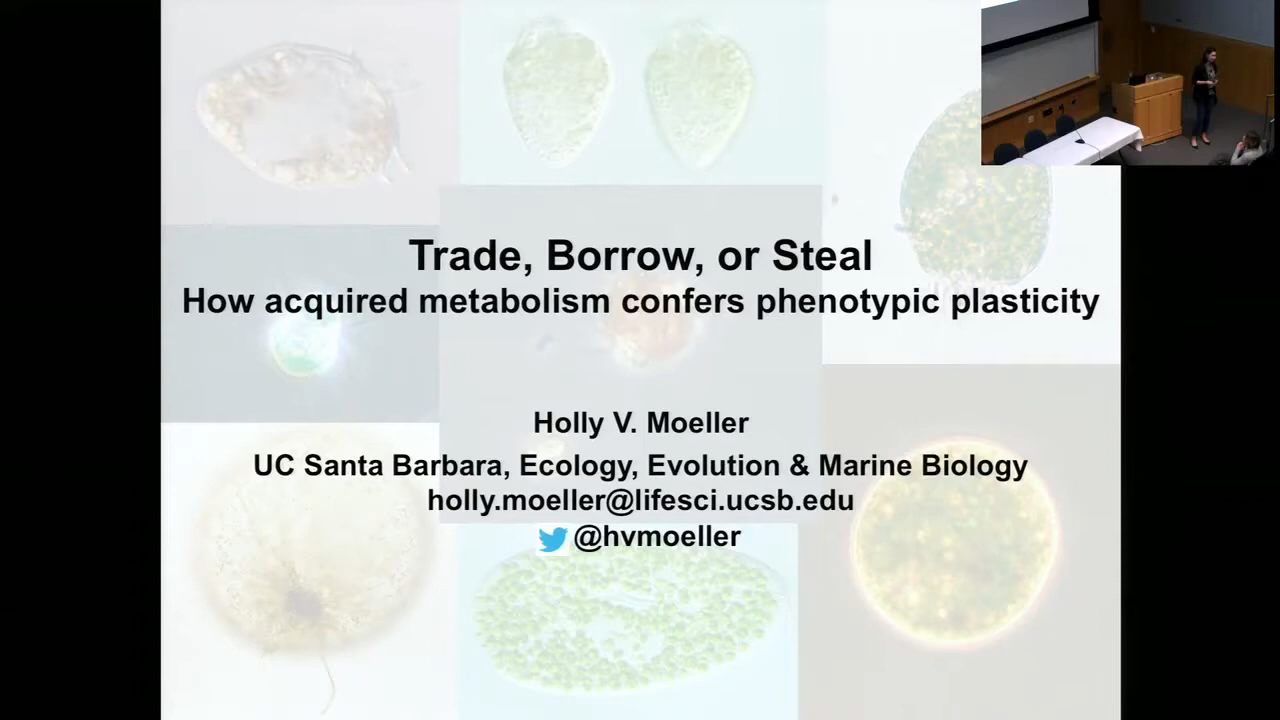 Trade, Borrow, or Steal
How acquired metabolism confers phenotypic plasticity
Holly V. Moeller
UC Santa Barbara, Ecology, Evolution & Marine Biology
holly.moeller@lifesci.ucsb.edu
@hvmoeller